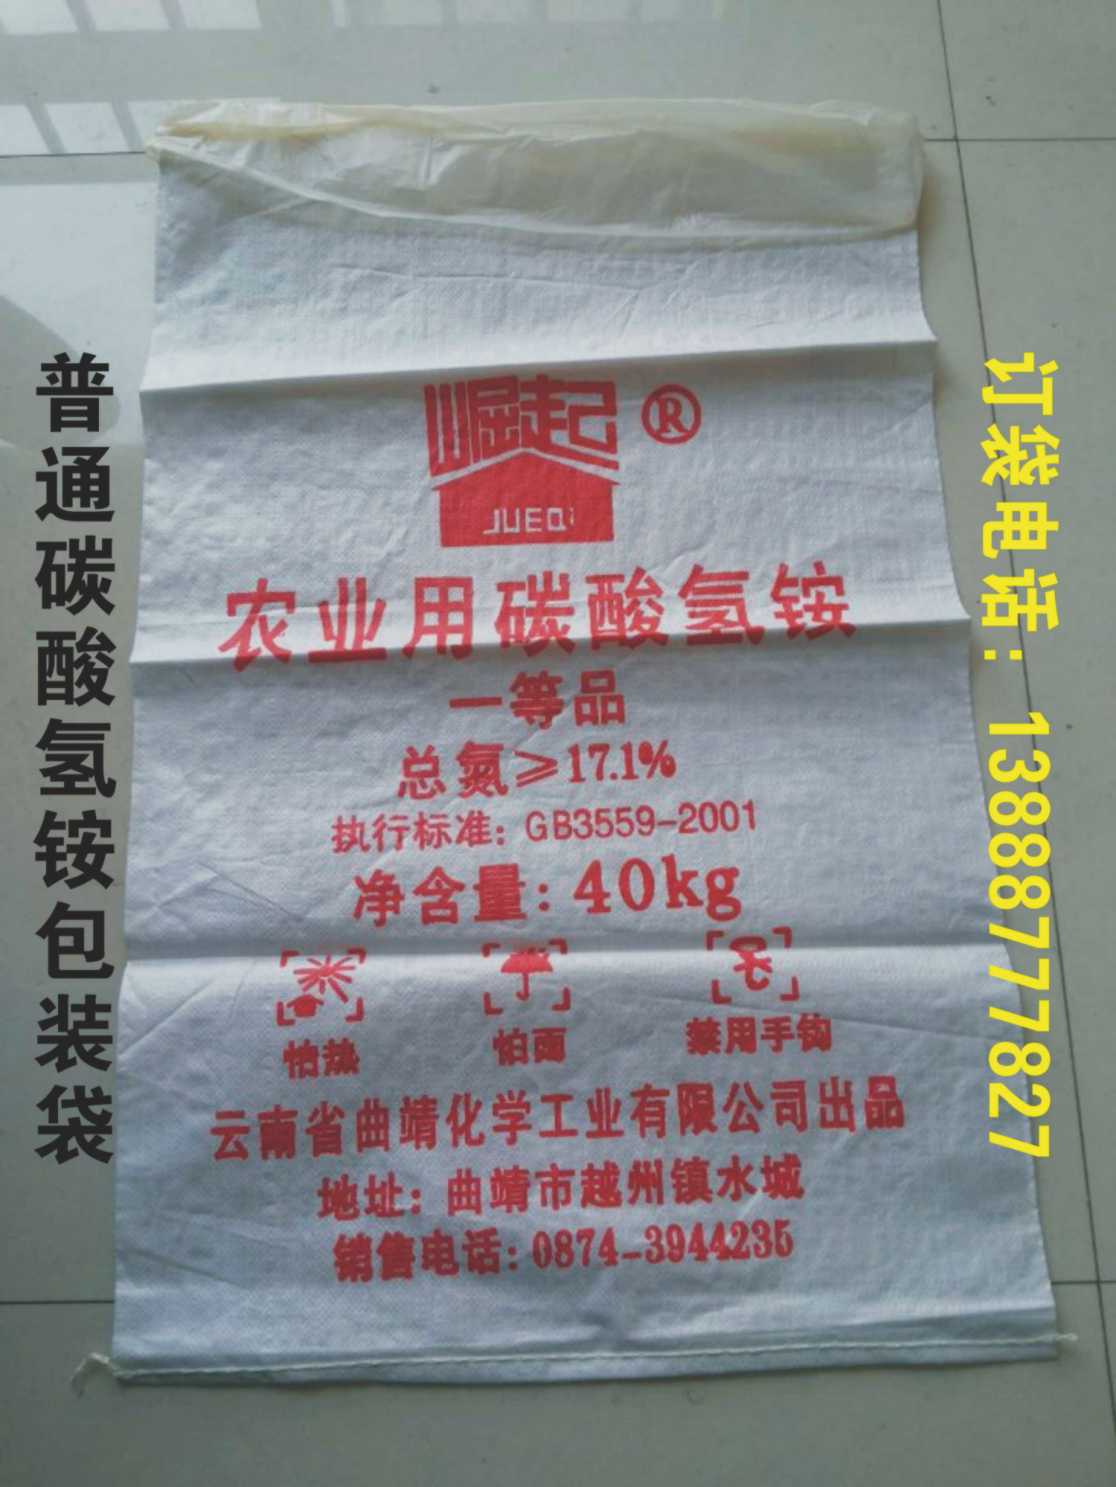 普通碳酸氢铵包装袋
崛起®
JUEQi
农业用碳酸氢铵
一等品
总氮≥17.1%
执行标准：GB3559-2001
净含量：40kg
怕热 怕雨 禁用手钩
云南省曲靖化学工业有限公司出品
地址：曲靖市越州镇水城
销售电话：0874-3944235
订袋电话：13888777827